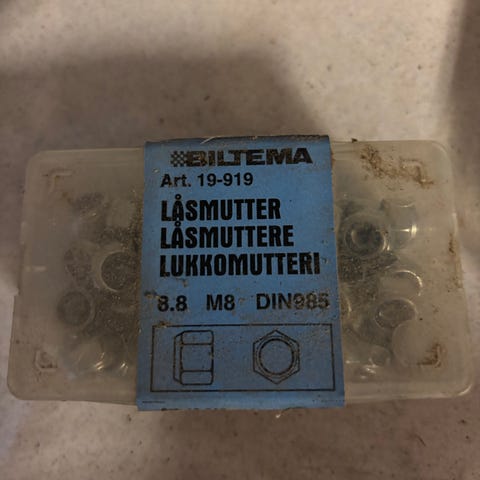 BILTEMA
Art. 19-919
LÅSMUTTER
LÅSMUTTERE
LUKKOMUTTERI
8.8 M8 DIN985